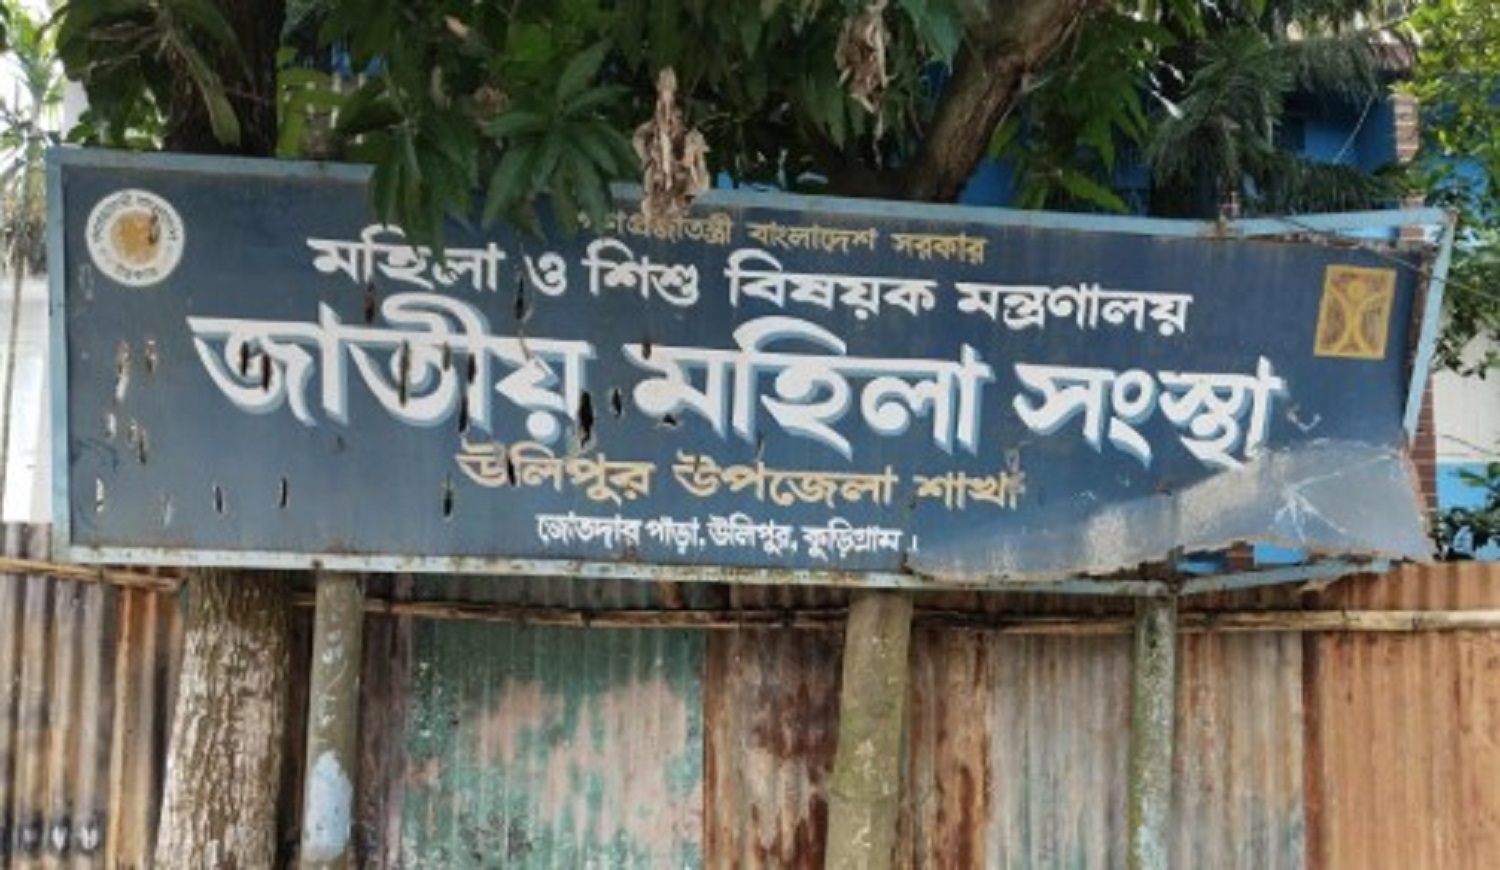 গণপ্রজাতন্ত্রী বাংলাদেশ সরকার
মহিলা ও শিশু বিষয়ক মন্ত্রণালয়
জাতীয় মহিলা সংস্থা
উলিপুর উপজেলা শাখা
জোতদার পাড়া, উলিপুর, কুড়িগ্রাম।